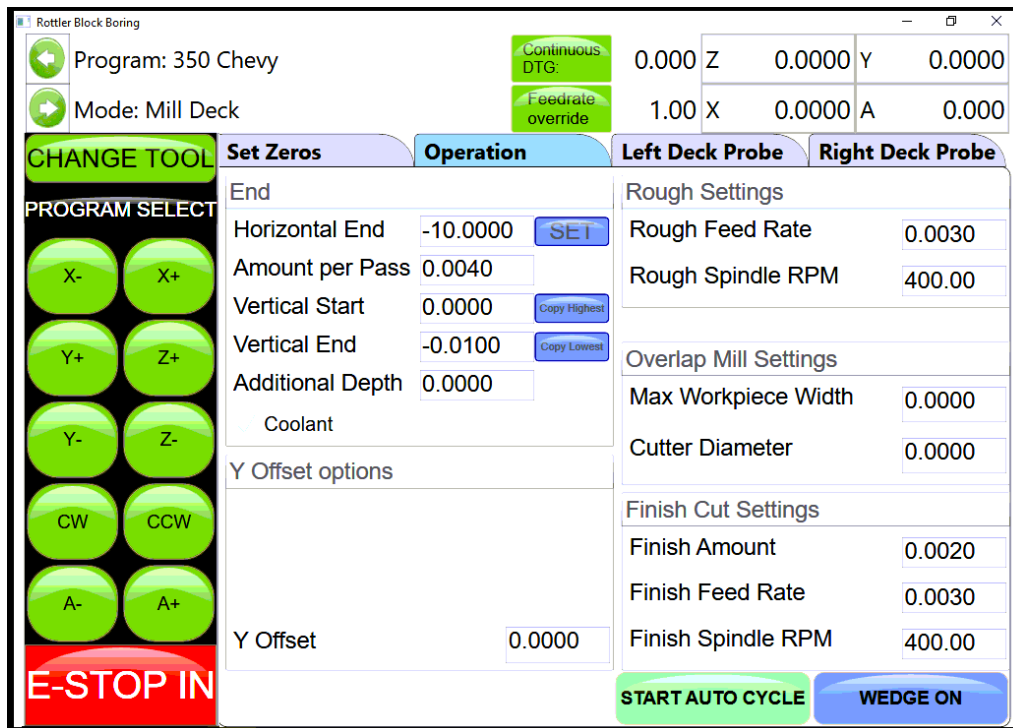 Rottler Block Boring
Program: 350 Chevy
Continuous DTG:
0.000 Z 0.0000 Y 0.0000
Mode: Mill Deck
Feedrate override
1.00 X 0.0000 A 0.000
CHANGE TOOL
PROGRAM SELECT
X- X+
Y+ Z+
Y- Z-
CW CCW
A- A+
E-STOP IN
Set Zeros Operation Left Deck Probe Right Deck Probe
End
Horizontal End -10.0000 SET
Amount per Pass 0.0040
Vertical Start 0.0000 Copy Highest
Vertical End -0.0100 Copy Lowest
Additional Depth 0.0000
Coolant
Y Offset options
Y Offset 0.0000
Rough Settings
Rough Feed Rate 0.0030
Rough Spindle RPM 400.00
Overlap Mill Settings
Max Workpiece Width 0.0000
Cutter Diameter 0.0000
Finish Cut Settings
Finish Amount 0.0020
Finish Feed Rate 0.0030
Finish Spindle RPM 400.00
START AUTO CYCLE WEDGE ON